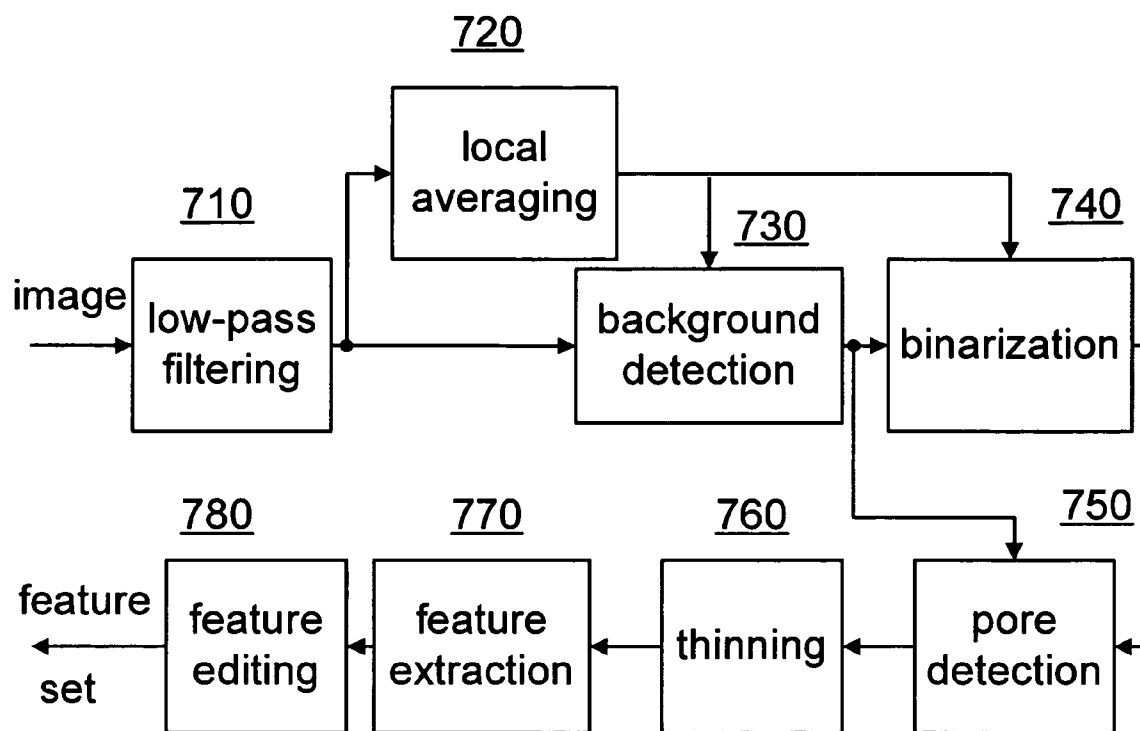 720
local
averaging
710
730
740
image
low-pass
filtering
background
detection
binarization
780
770
760
750
feature
set
feature
editing
feature
extraction
thinning
pore
detection